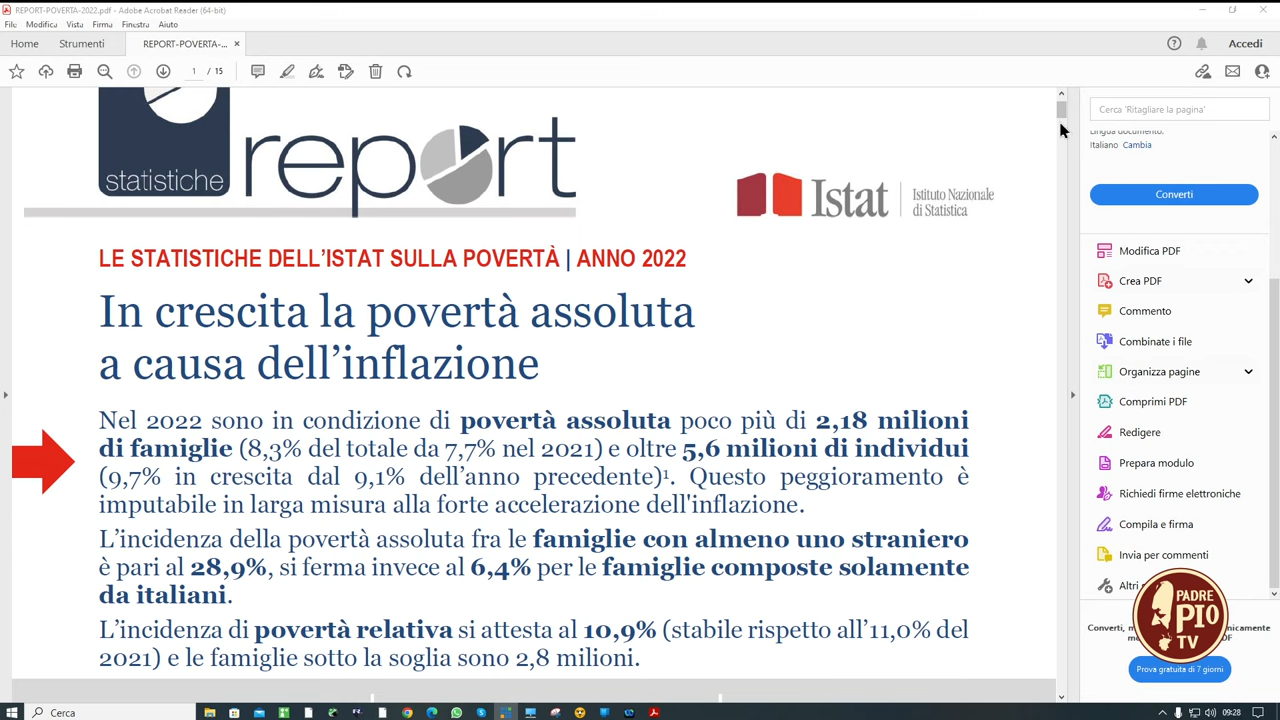 REPORT-POVERTA-2022.pdf - Adobe Acrobat Reader (64-bit)
File Modifica Vista Firma Finestra Aiuto
Home Strumenti REPORT-POVERTA-... × Accedi
1 / 15
Cerca 'Ritagliare la pagina'
Lingua documento:
Italiano Cambia
Converti
Modifica PDF
Crea PDF
Commento
Combinate i file
Organizza pagine
Comprimi PDF
Redigere
Prepara modulo
Richiedi firme elettroniche
Compila e firma
Invia per commenti
Altri
Prova gratuita di 7 giorni
PADRE
PIO
TV
statistiche
report
Istat
Istituto Nazionale
di Statistica
LE STATISTICHE DELL'ISTAT SULLA POVERTÀ | ANNO 2022
In crescita la povertà assoluta
a causa dell'inflazione
Nel 2022 sono in condizione di povertà assoluta poco più di 2,18 milioni
di famiglie (8,3% del totale da 7,7% nel 2021) e oltre 5,6 milioni di individui
(9,7% in crescita dal 9,1% dell'anno precedente)¹. Questo peggioramento è
imputabile in larga misura alla forte accelerazione dell'inflazione.
L'incidenza della povertà assoluta fra le famiglie con almeno uno straniero
è pari al 28,9%, si ferma invece al 6,4% per le famiglie composte solamente
da italiani.
L'incidenza di povertà relativa si attesta al 10,9% (stabile rispetto all'11,0% del
2021) e le famiglie sotto la soglia sono 2,8 milioni.
Cerca
09:28